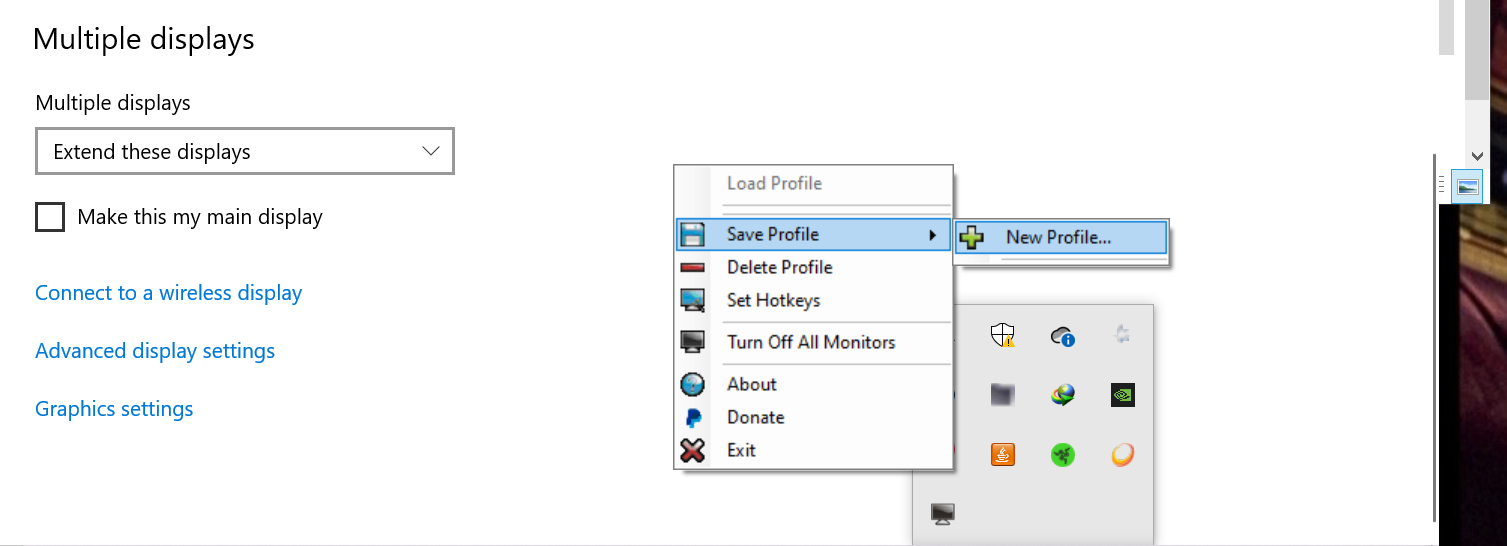 Multiple displays
Multiple displays
Extend these displays
Make this my main display
Connect to a wireless display
Advanced display settings
Graphics settings
Load Profile
Save Profile
New Profile...
Delete Profile
Set Hotkeys
Turn Off All Monitors
About
Donate
Exit